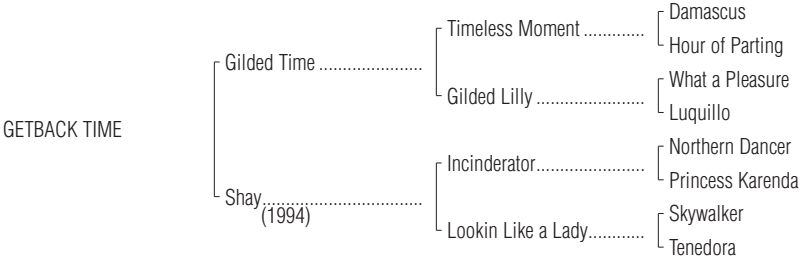 Damascus
Timeless Moment .............
Hour of Parting
Gilded Time ......................
What a Pleasure
Gilded Lilly .......................
Luquillo
GETBACK TIME
Northern Dancer
Incinderator.......................
Princess Karenda
Shay..................................
(1994)
Skywalker
Lookin Like a Lady............
Tenedora